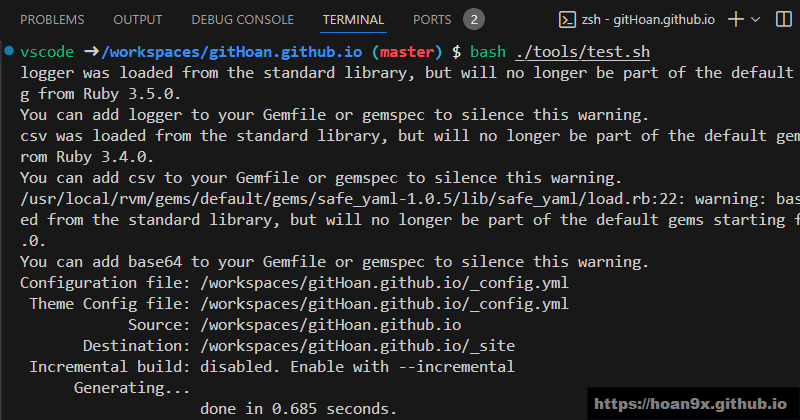 PROBLEMS OUTPUT DEBUG CONSOLE TERMINAL PORTS 2 zsh - gitHoan.github.io
vscode ➜/workspaces/gitHoan.github.io (master) $ bash ./tools/test.sh
logger was loaded from the standard library, but will no longer be part of the default
g from Ruby 3.5.0.
You can add logger to your Gemfile or gemspec to silence this warning.
csv was loaded from the standard library, but will no longer be part of the default gem
rom Ruby 3.4.0.
You can add csv to your Gemfile or gemspec to silence this warning.
/usr/local/rvm/gems/default/gems/safe_yaml-1.0.5/lib/safe_yaml/load.rb:22: warning: bas
ed from the standard library, but will no longer be part of the default gems starting f
.0.
You can add base64 to your Gemfile or gemspec to silence this warning.
Configuration file: /workspaces/gitHoan.github.io/_config.yml
Theme Config file: /workspaces/gitHoan.github.io/_config.yml
Source: /workspaces/gitHoan.github.io
Destination: /workspaces/gitHoan.github.io/_site
Incremental build: disabled. Enable with --incremental
Generating...
done in 0.685 seconds.
https://hoan9x.github.io